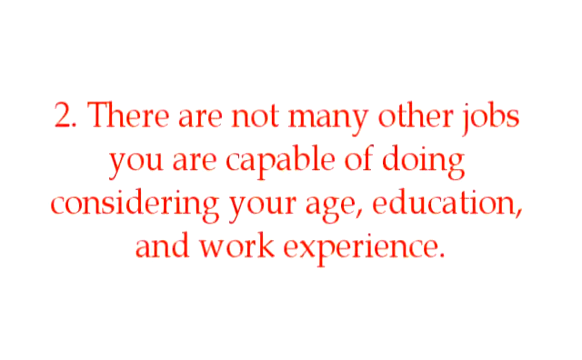 2. There are not many other jobs
you are capable of doing
considering your age, education,
and work experience.